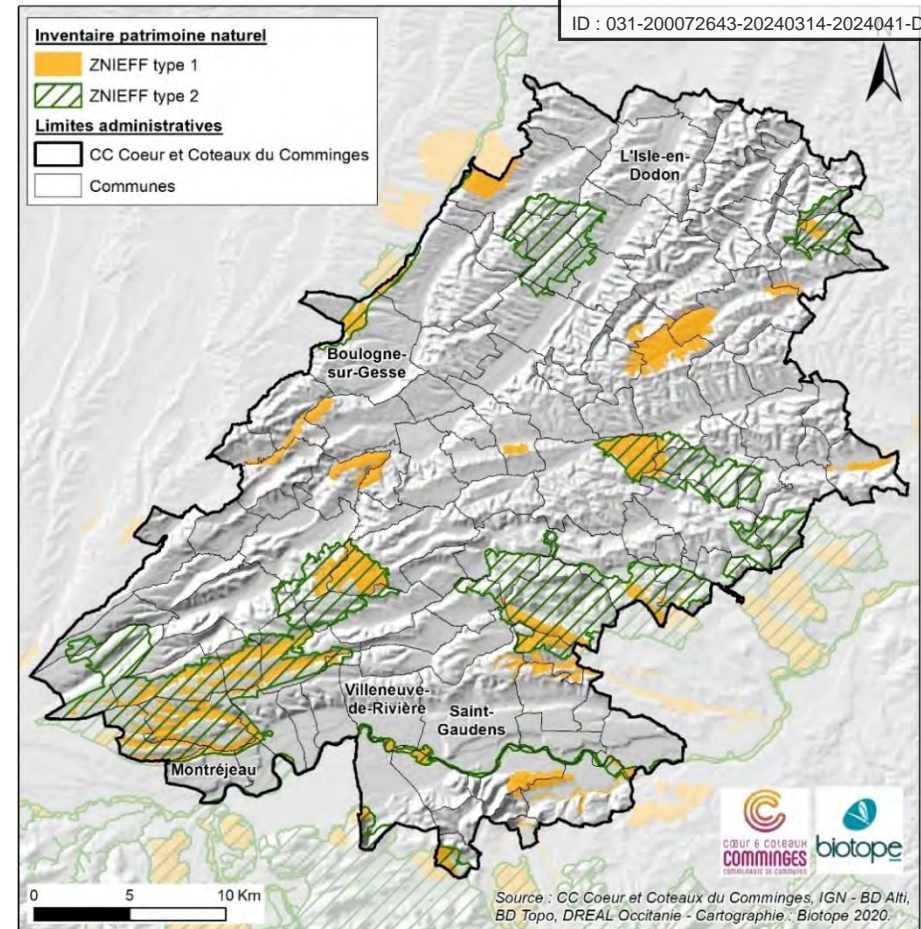 ID : 031-200072643-20240314-2024041-D
Inventaire patrimoine naturel
ZNIEFF type 1
ZNIEFF type 2
Limites administratives
CC Coeur et Coteaux du Comminges
Communes
L'Isle-en-
Dodon
Boulogne-
sur-Gesse
Villeneuve-
de-Rivière
Saint-
Gaudens
Montréjeau
0 5 10 Km
cœur & coteaux
COMMINGES
COMMUNAUTÉ DE COMMUNES
biotope
Source : CC Coeur et Coteaux du Comminges, IGN - BD Alti,
BD Topo, DREAL Occitanie - Cartographie : Biotope 2020.